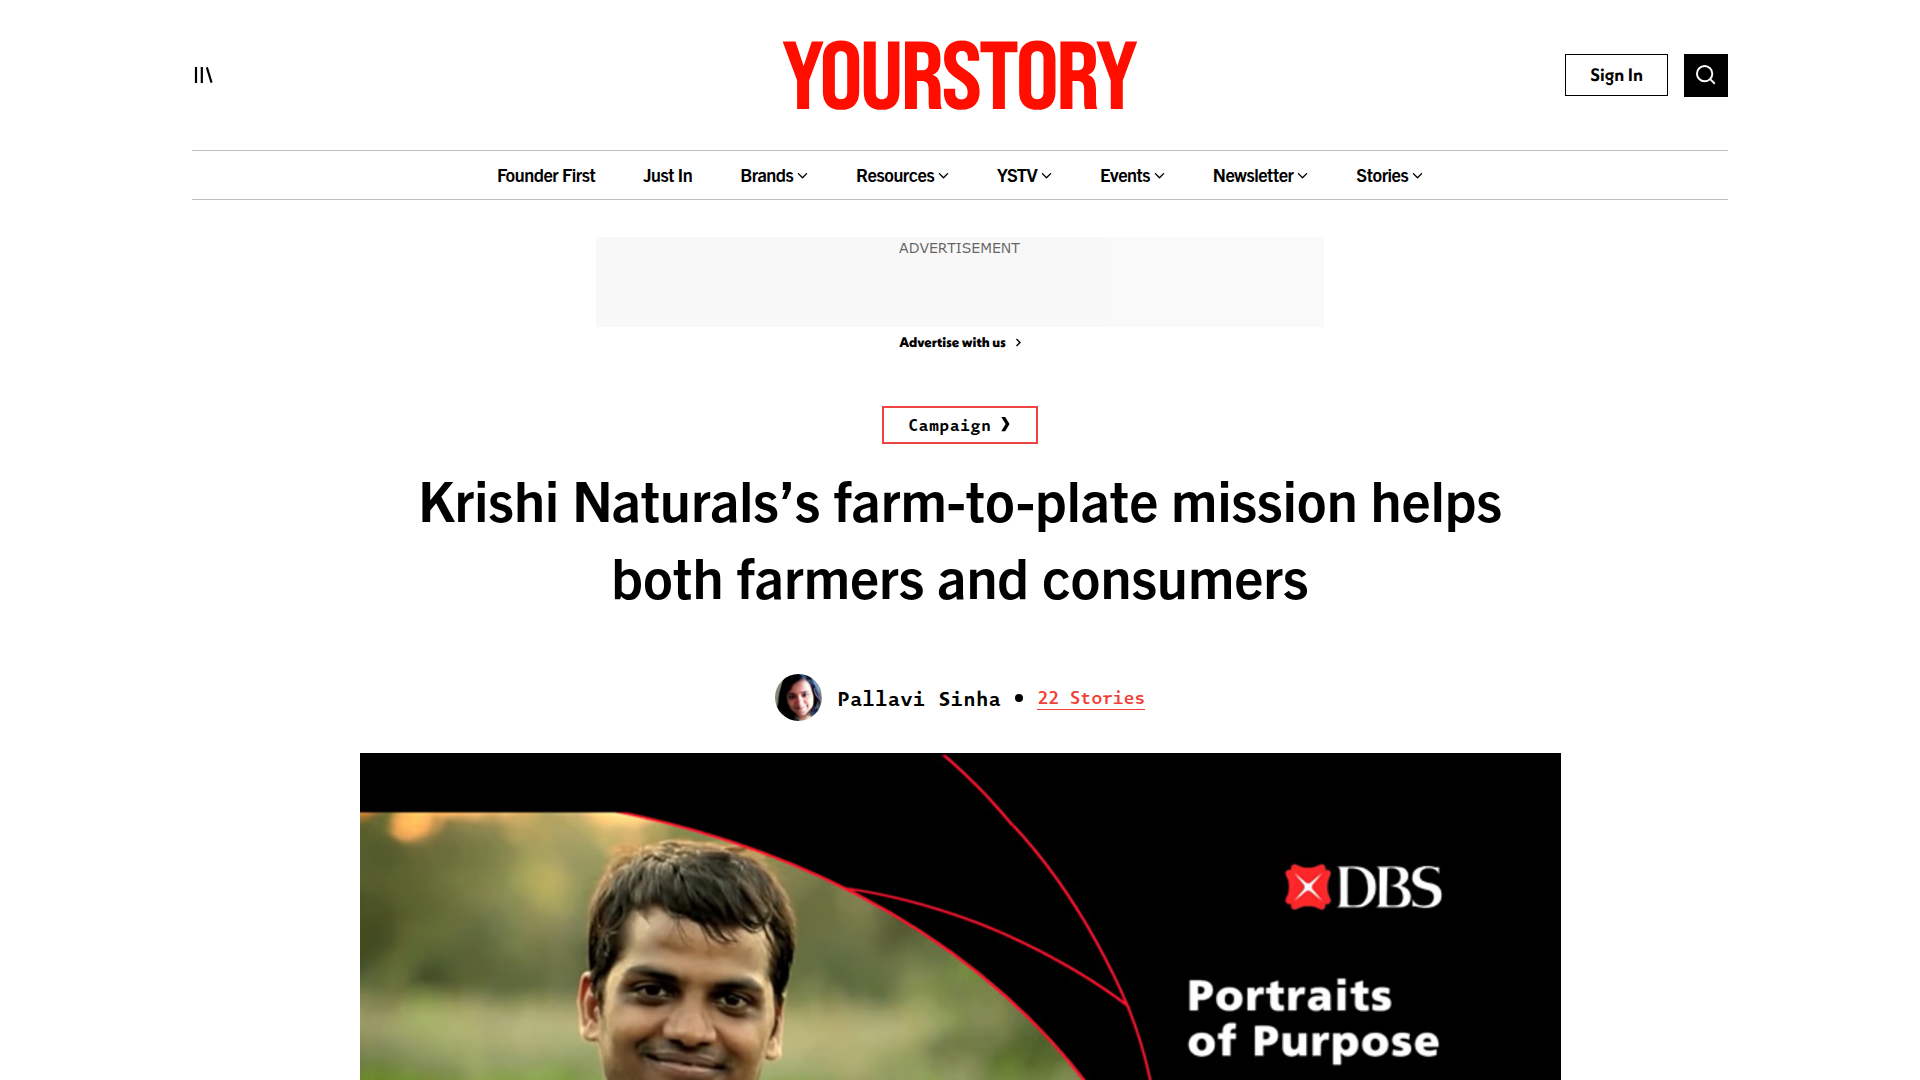 YOURSTORY
Sign In
Founder First
Just In
Brands
Resources
YSTV
Events
Newsletter
Stories
ADVERTISEMENT
Advertise with us
Campaign ❯
Krishi Naturals’s farm-to-plate mission helps
both farmers and consumers
Pallavi Sinha • 22 Stories
DBS
Portraits
of Purpose